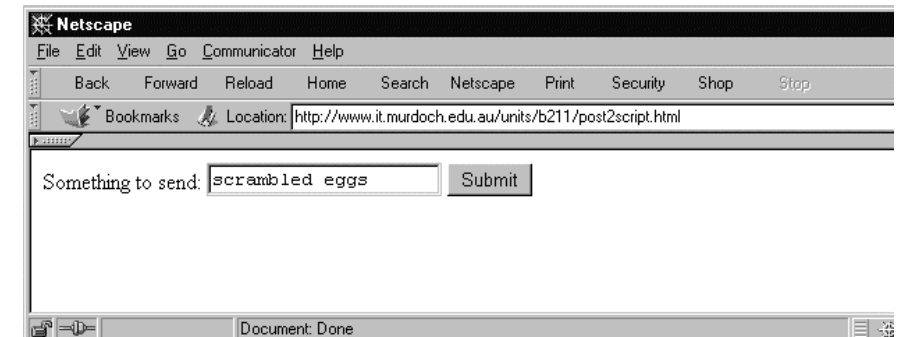 Netscape
File Edit View Go Communicator Help
Back Forward Reload Home Search Netscape Print Security Shop Stop
Bookmarks Location: http://www.it.murdoch.edu.au/units/b211/post2script.html
Something to send: scrambled eggs Submit
Document: Done